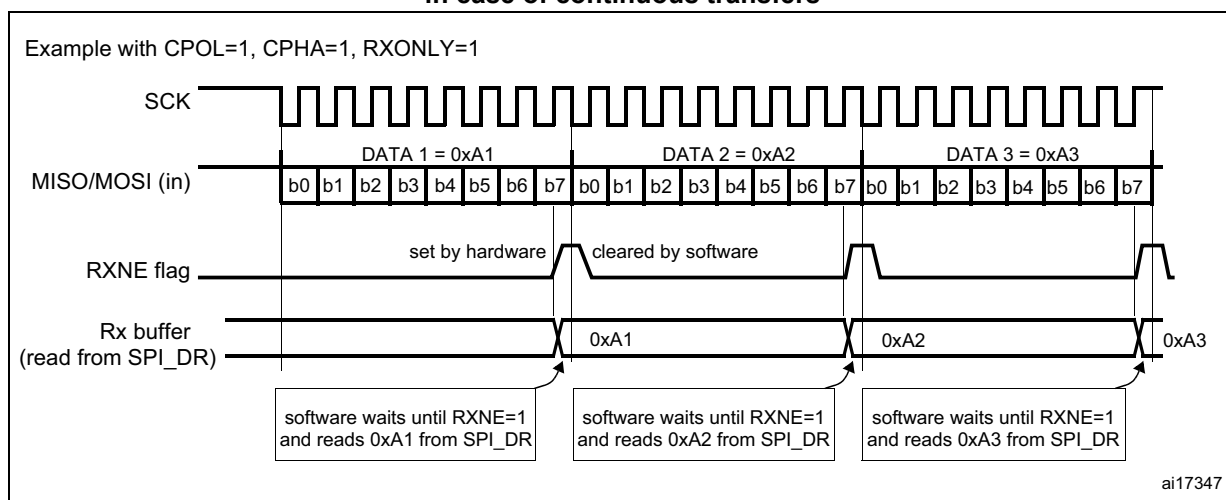 in case of continuous transfers
Example with CPOL=1, CPHA=1, RXONLY=1
SCK
DATA 1 = 0xA1 DATA 2 = 0xA2 DATA 3 = 0xA3
MISO/MOSI (in) b0 b1 b2 b3 b4 b5 b6 b7 b0 b1 b2 b3 b4 b5 b6 b7 b0 b1 b2 b3 b4 b5 b6 b7
set by hardware cleared by software
RXNE flag
Rx buffer
(read from SPI_DR) 0xA1 0xA2 0xA3
software waits until RXNE=1
and reads 0xA1 from SPI_DR
software waits until RXNE=1
and reads 0xA2 from SPI_DR
software waits until RXNE=1
and reads 0xA3 from SPI_DR
ai17347